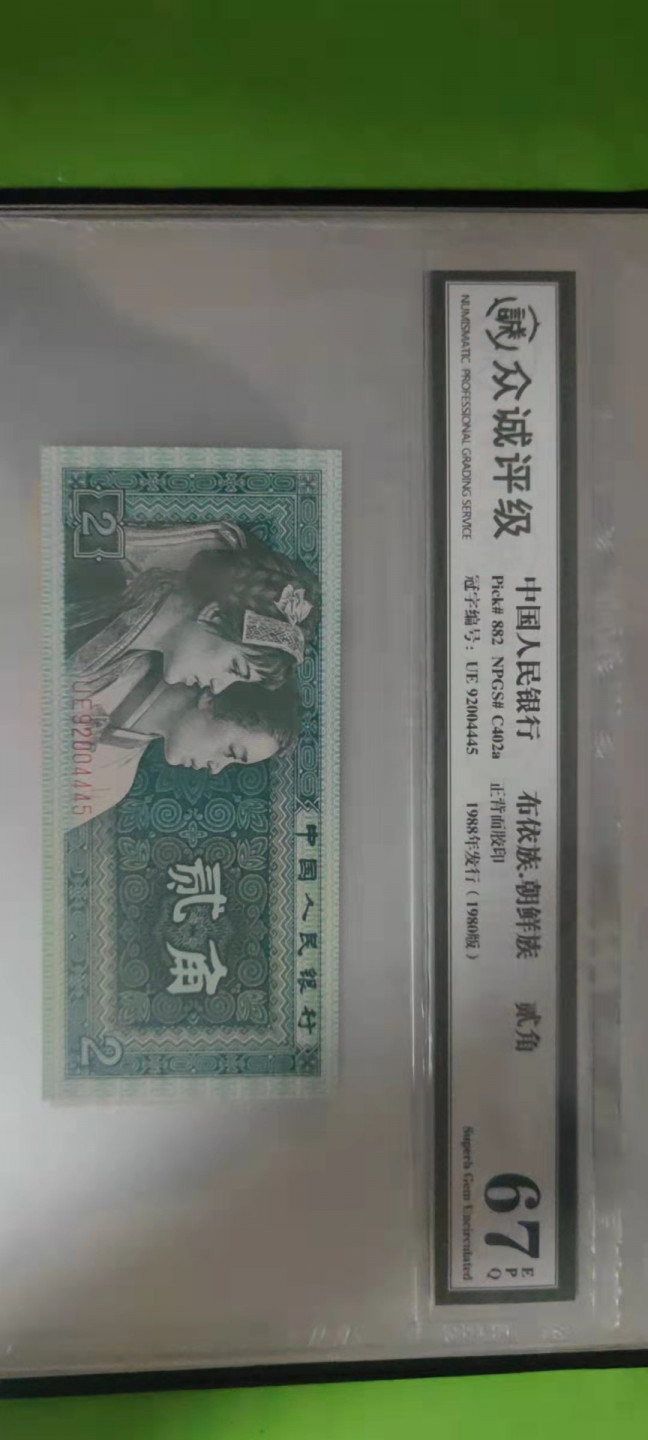 誠 众诚评级
NUMISMATIC PROFESSIONAL GRADING SERVICE
中国人民银行 布依族.朝鲜族 贰角
Pick# 882 NPGS# C402a 正背面胶印
冠字编号：UE 92004445 1988年发行（1980版）
67 EPQ
Superb Gem Uncirculated
中国人民银行
贰角
2
UE92004445
2